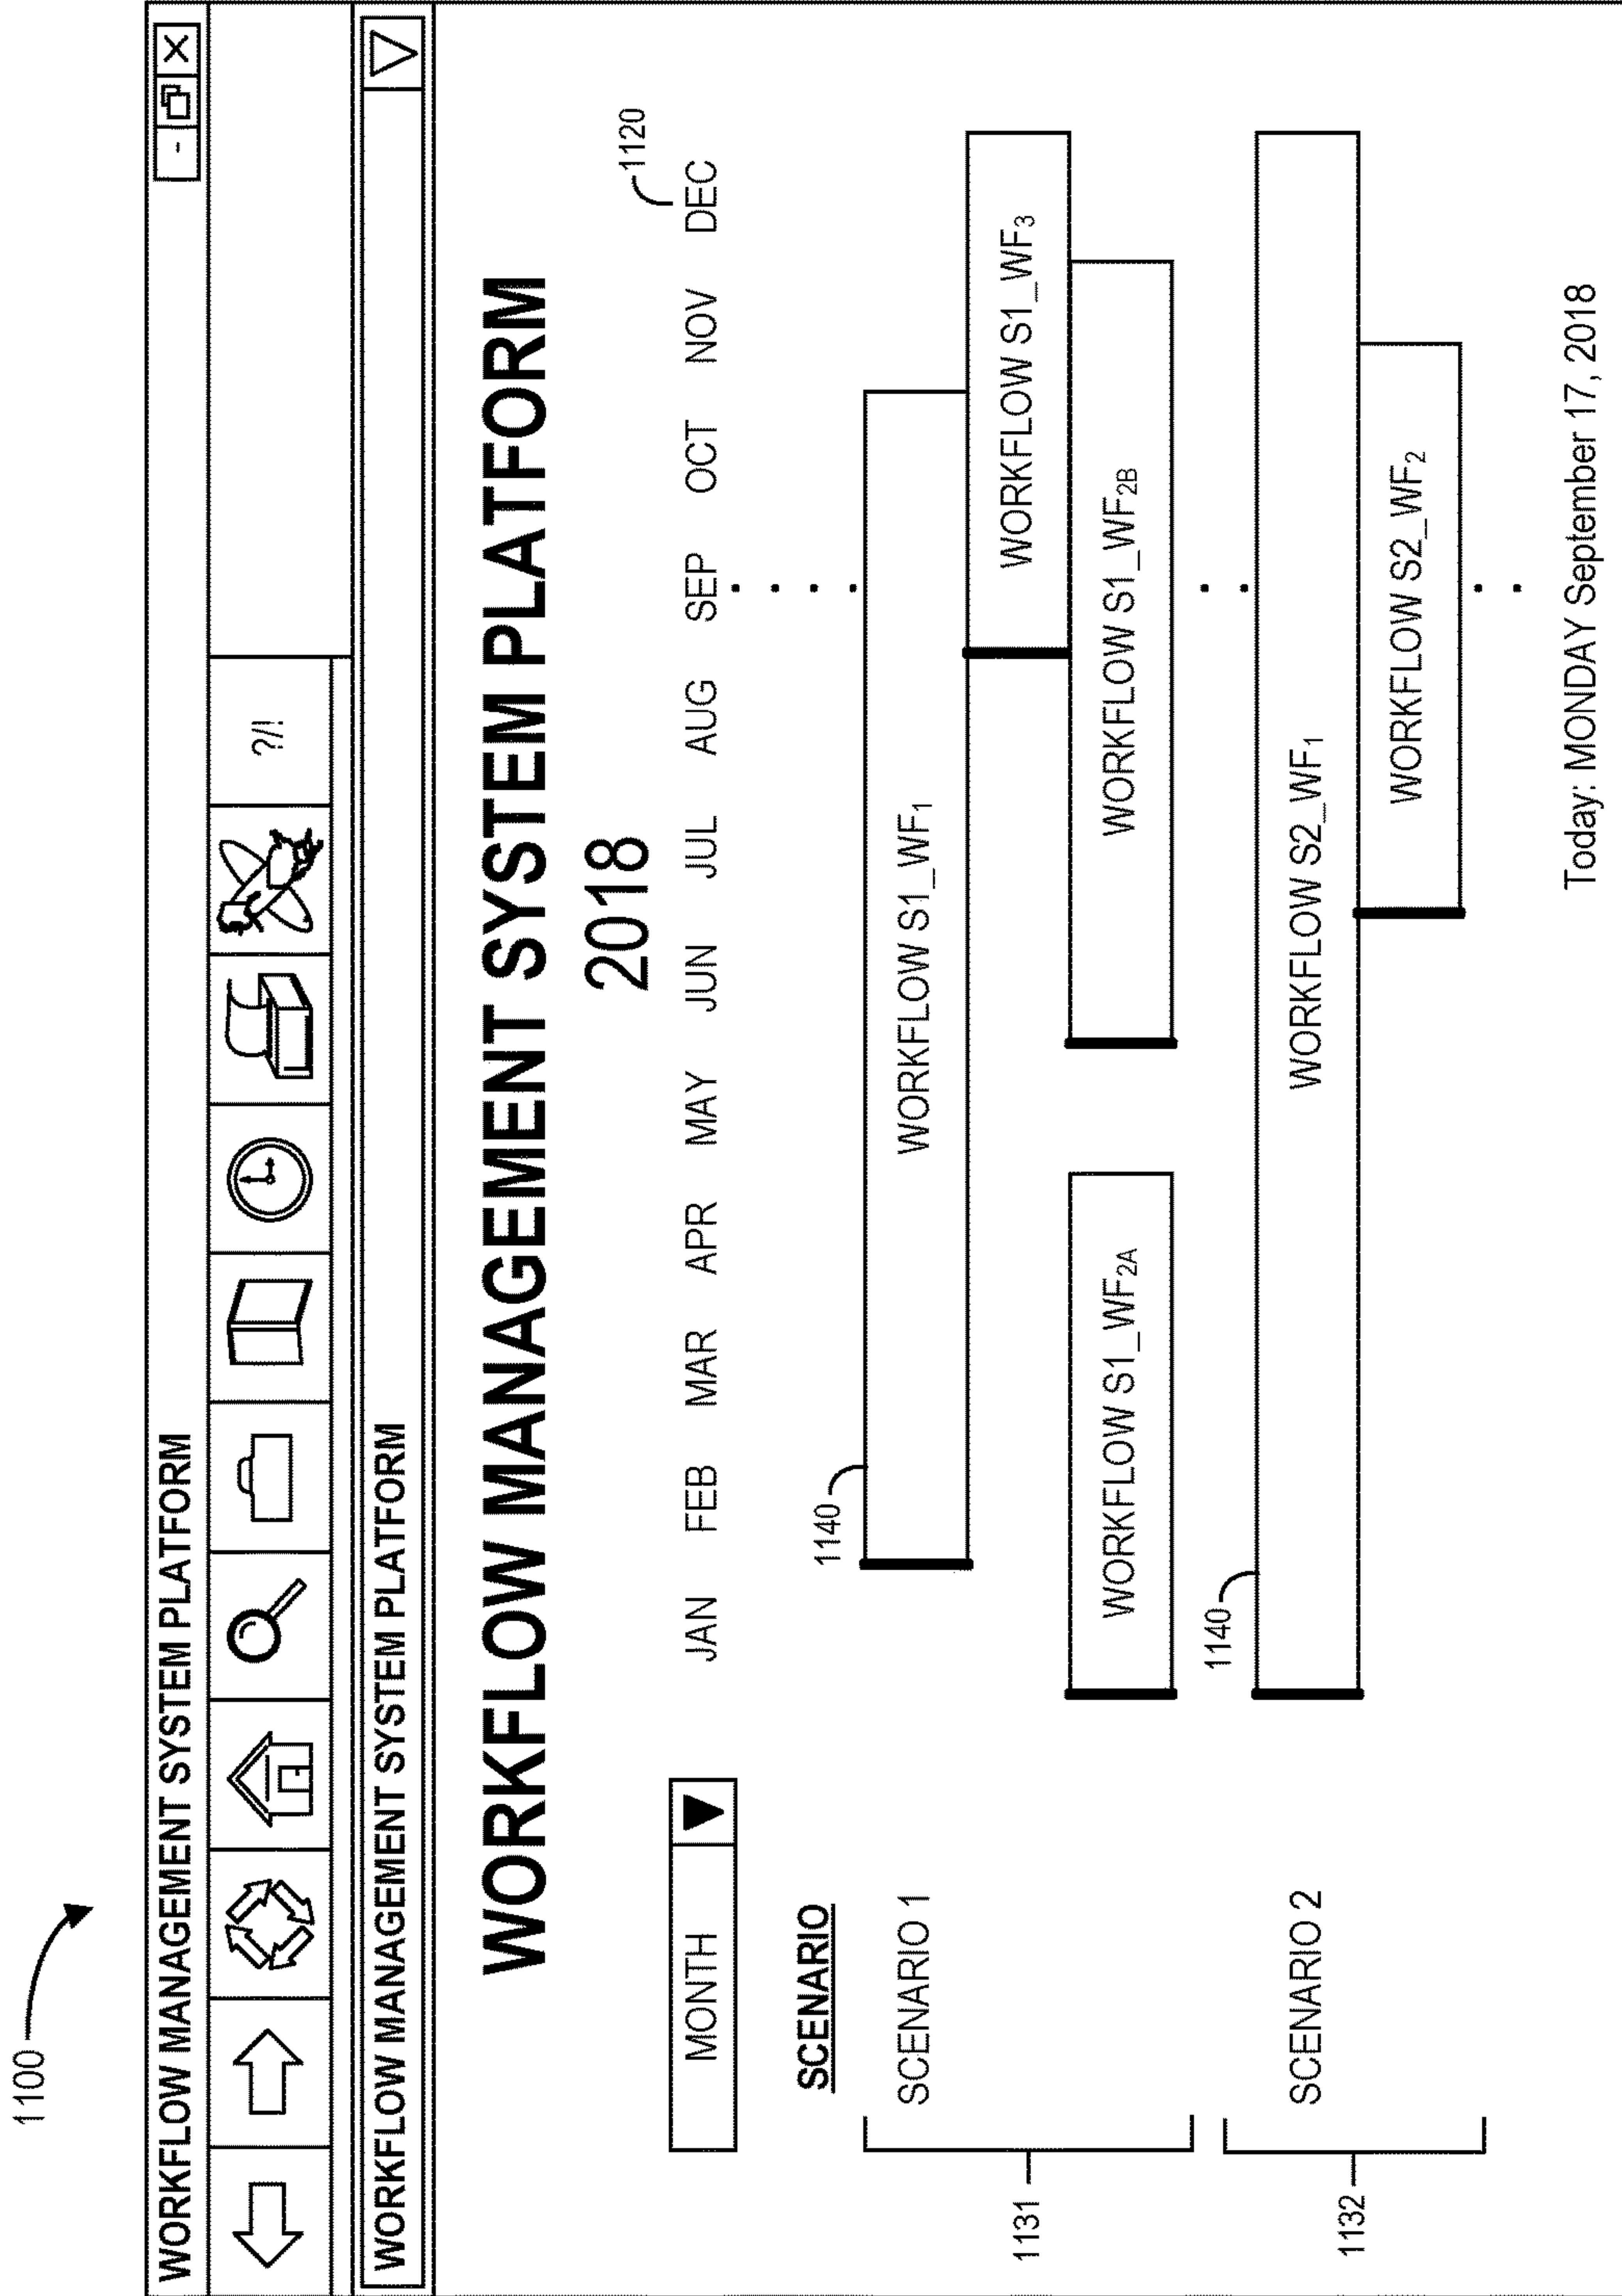 1100
WORKFLOW MANAGEMENT SYSTEM PLATFORM
- X
?/!
WORKFLOW MANAGEMENT SYSTEM PLATFORM
WORKFLOW MANAGEMENT SYSTEM PLATFORM
2018
1120
MONTH JAN FEB MAR APR MAY JUN JUL AUG SEP OCT NOV DEC
SCENARIO
1140
SCENARIO 1
WORKFLOW S1_WF₁
1131
WORKFLOW S1_WF₃
WORKFLOW S1_WF₂A
WORKFLOW S1_WF₂B
1140
SCENARIO 2
WORKFLOW S2_WF₁
1132
WORKFLOW S2_WF₂
Today: MONDAY September 17, 2018